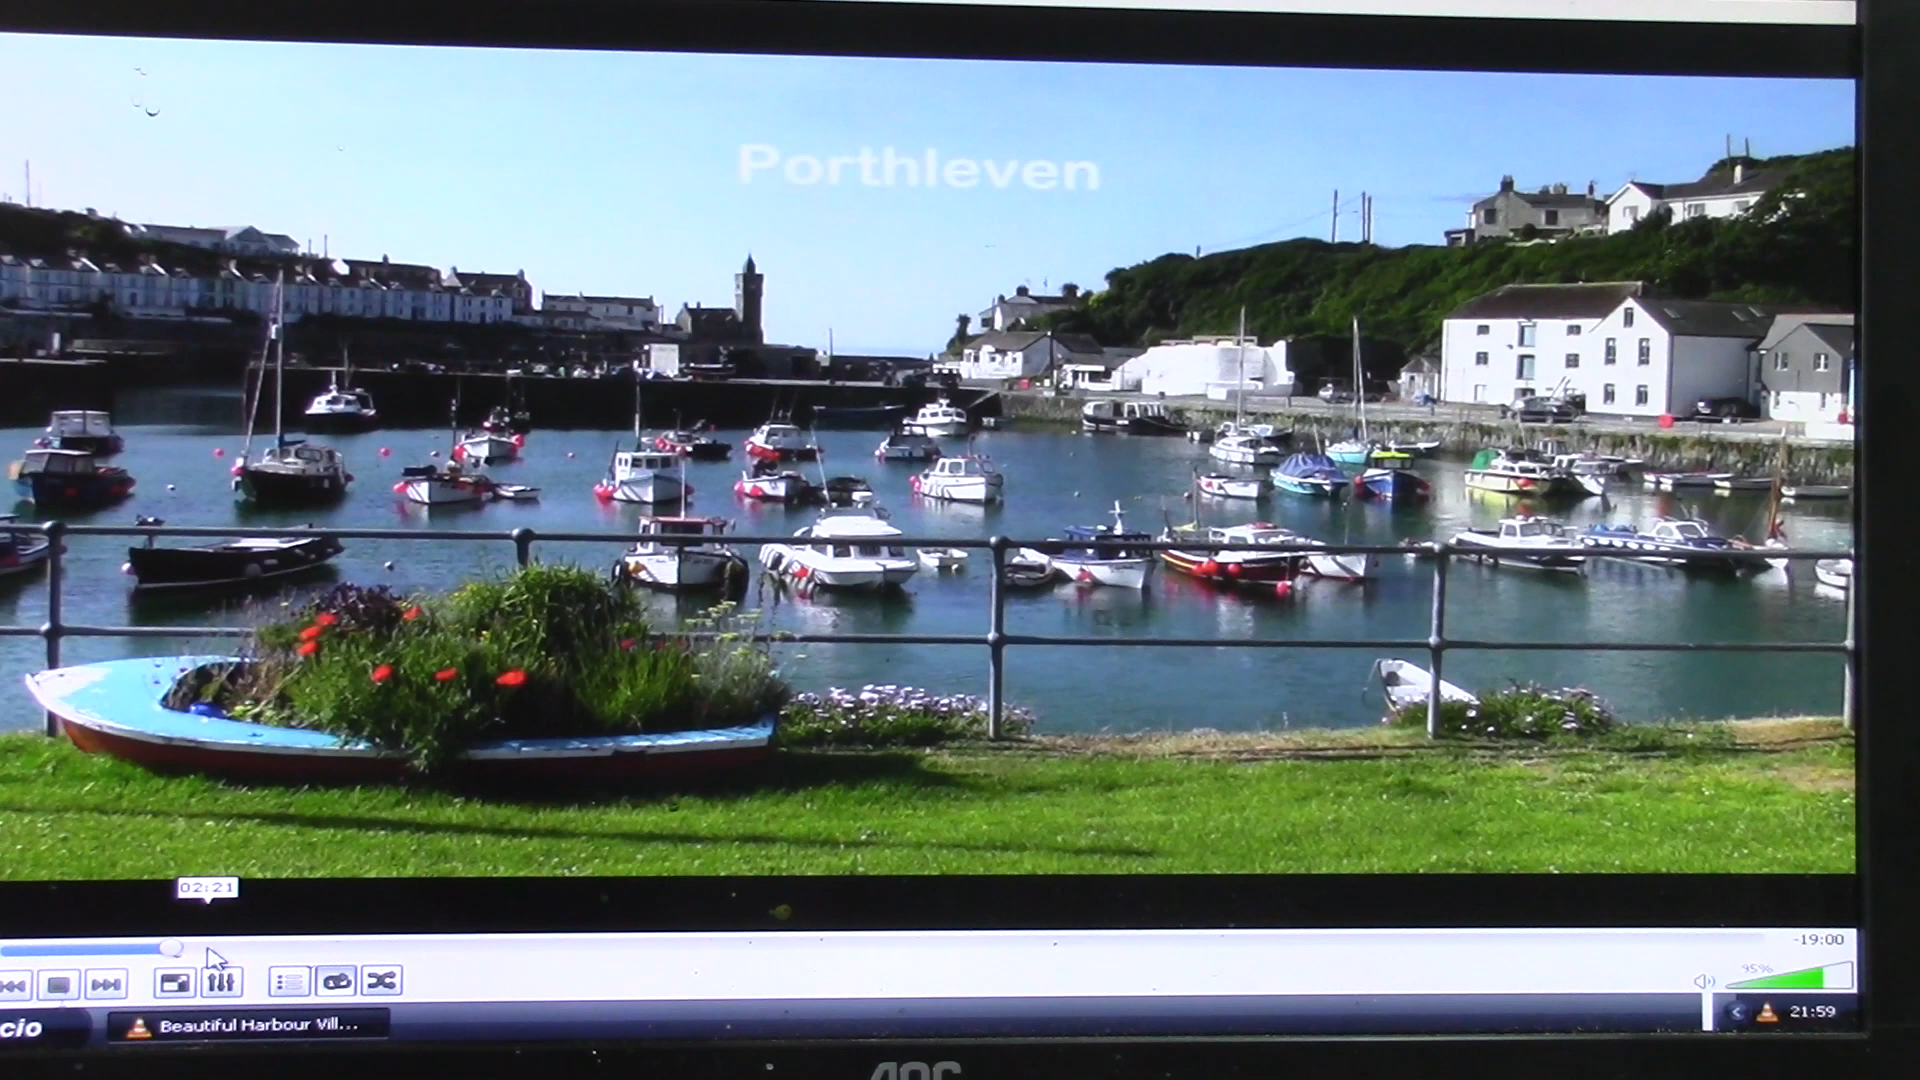 Porthleven
02:21
-19:00
95%
cio
Beautiful Harbour Vill...
21:59
AOC